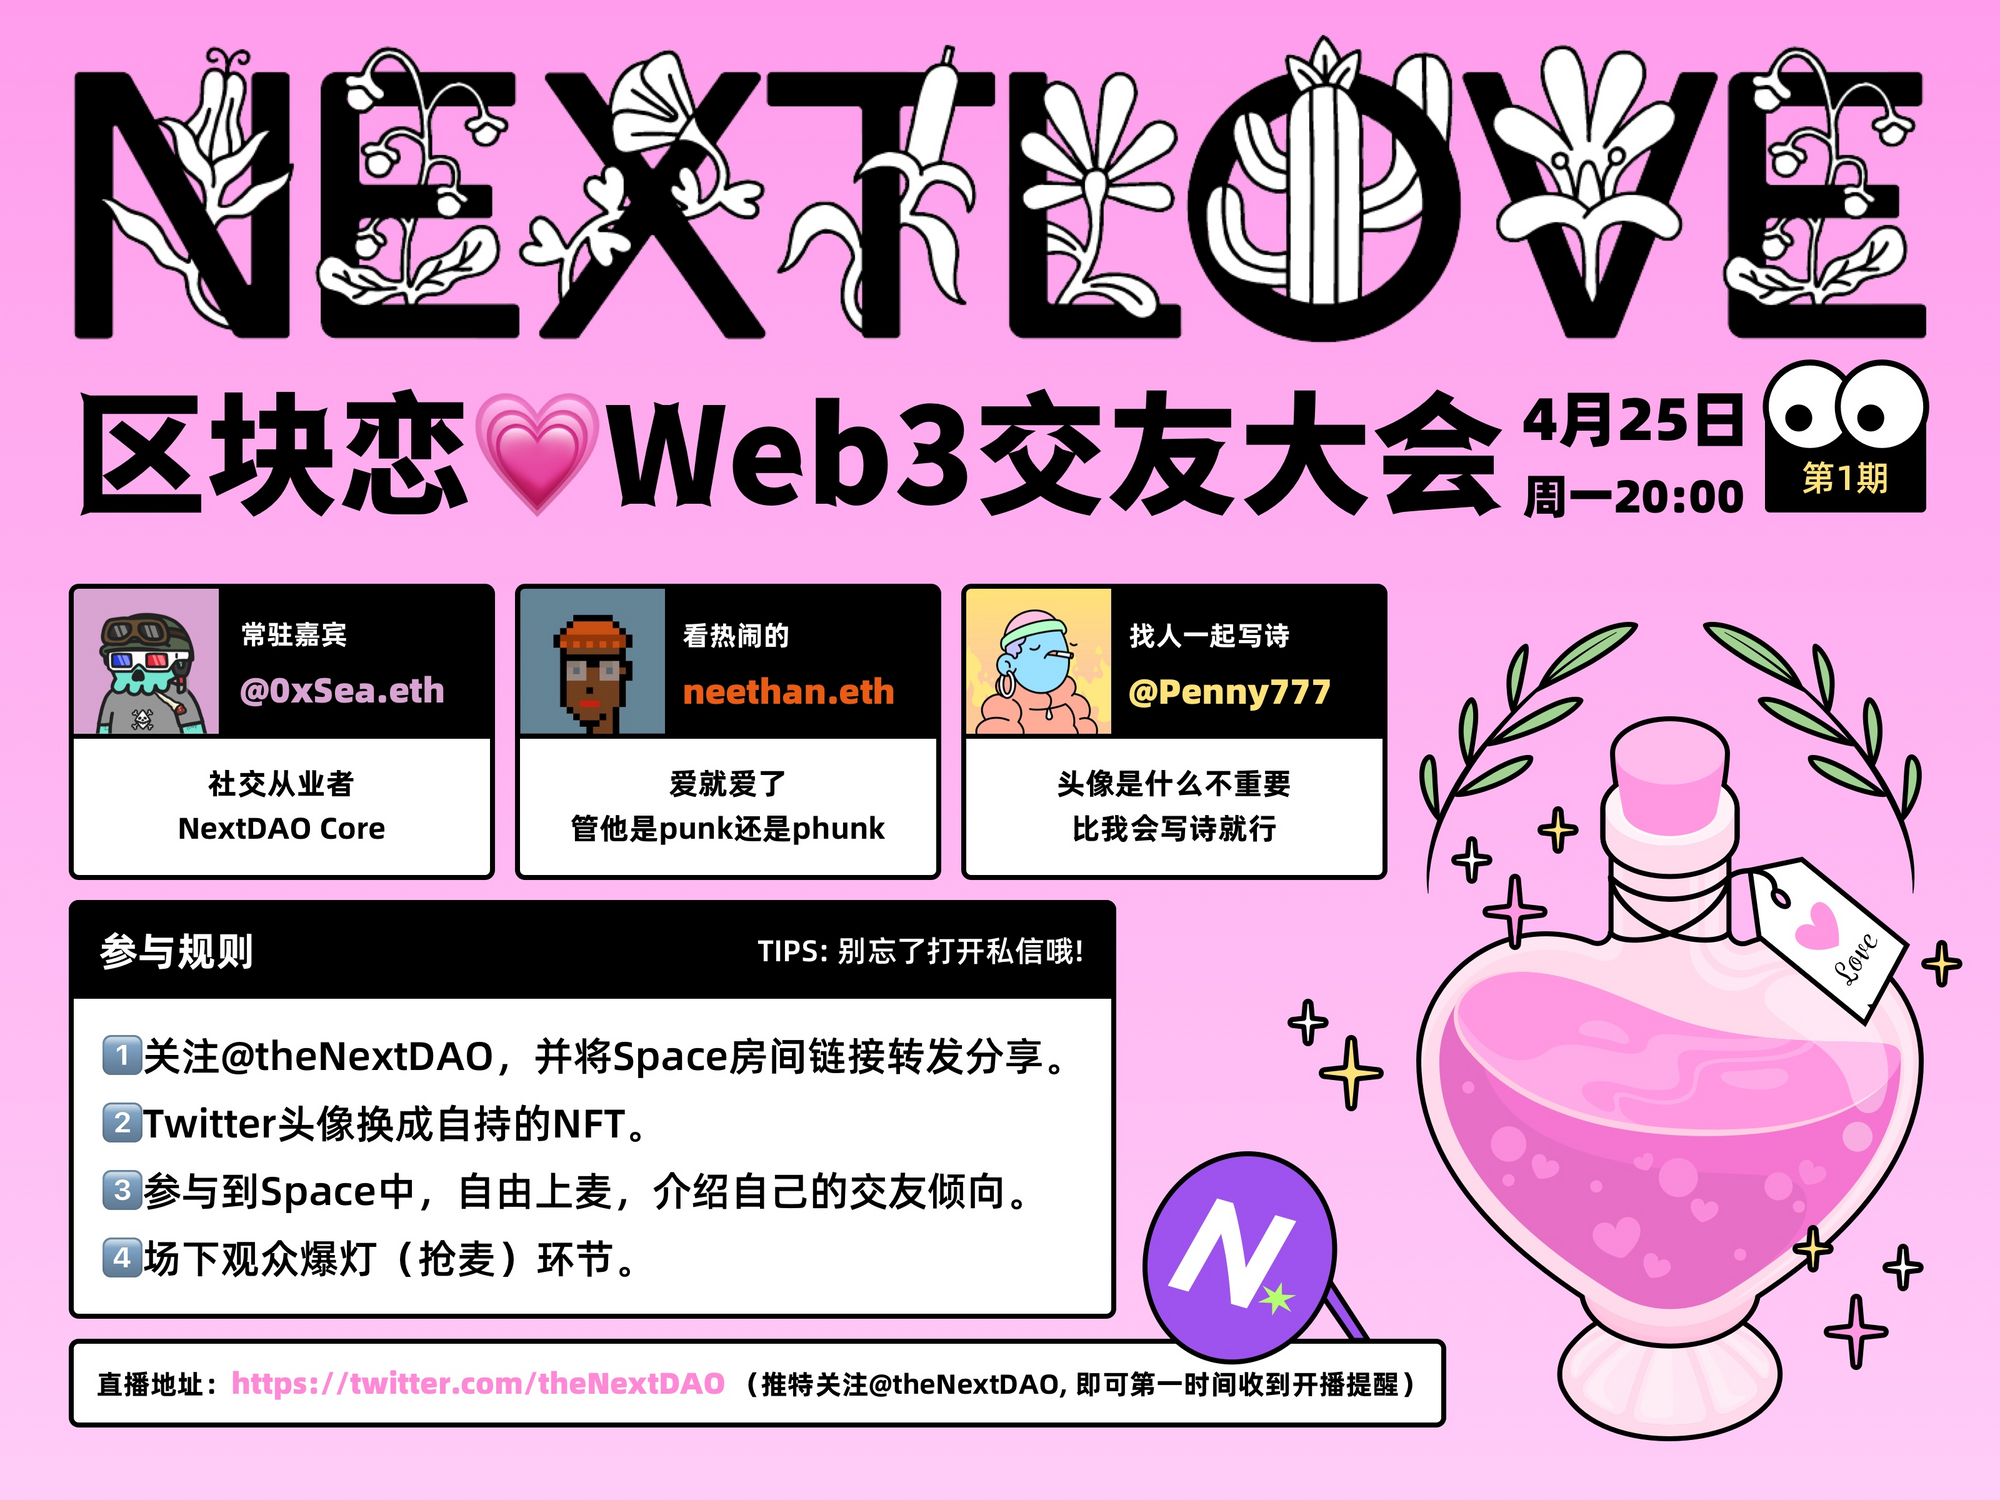 NEXTLOVE
区块恋💗Web3交友大会
4月25日
周一20:00
第1期
常驻嘉宾
@0xSea.eth
社交从业者
NextDAO Core
看热闹的
neethan.eth
爱就爱了
管他是punk还是phunk
找人一起写诗
@Penny777
头像是什么不重要
比我会写诗就行
Love
参与规则
TIPS: 别忘了打开私信哦!
1 关注@theNextDAO，并将Space房间链接转发分享。
2 Twitter头像换成自持的NFT。
3 参与到Space中，自由上麦，介绍自己的交友倾向。
4 场下观众爆灯（抢麦）环节。
N
直播地址：https://twitter.com/theNextDAO（推特关注@theNextDAO, 即可第一时间收到开播提醒）